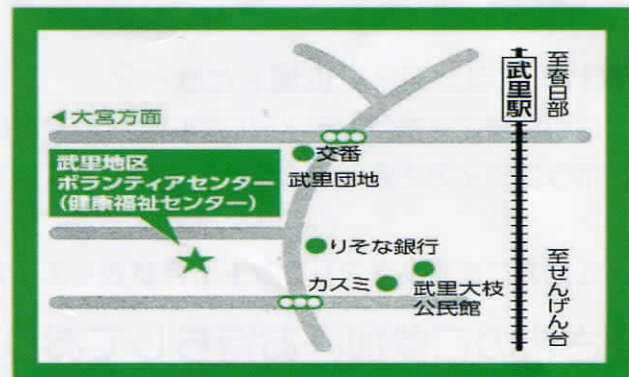 至春日部
武里駅
◀大宮方面
交番
武里団地
武里地区
ボランティアセンター
(健康福祉センター)
りそな銀行
カスミ
武里大枝
公民館
至せんげん台